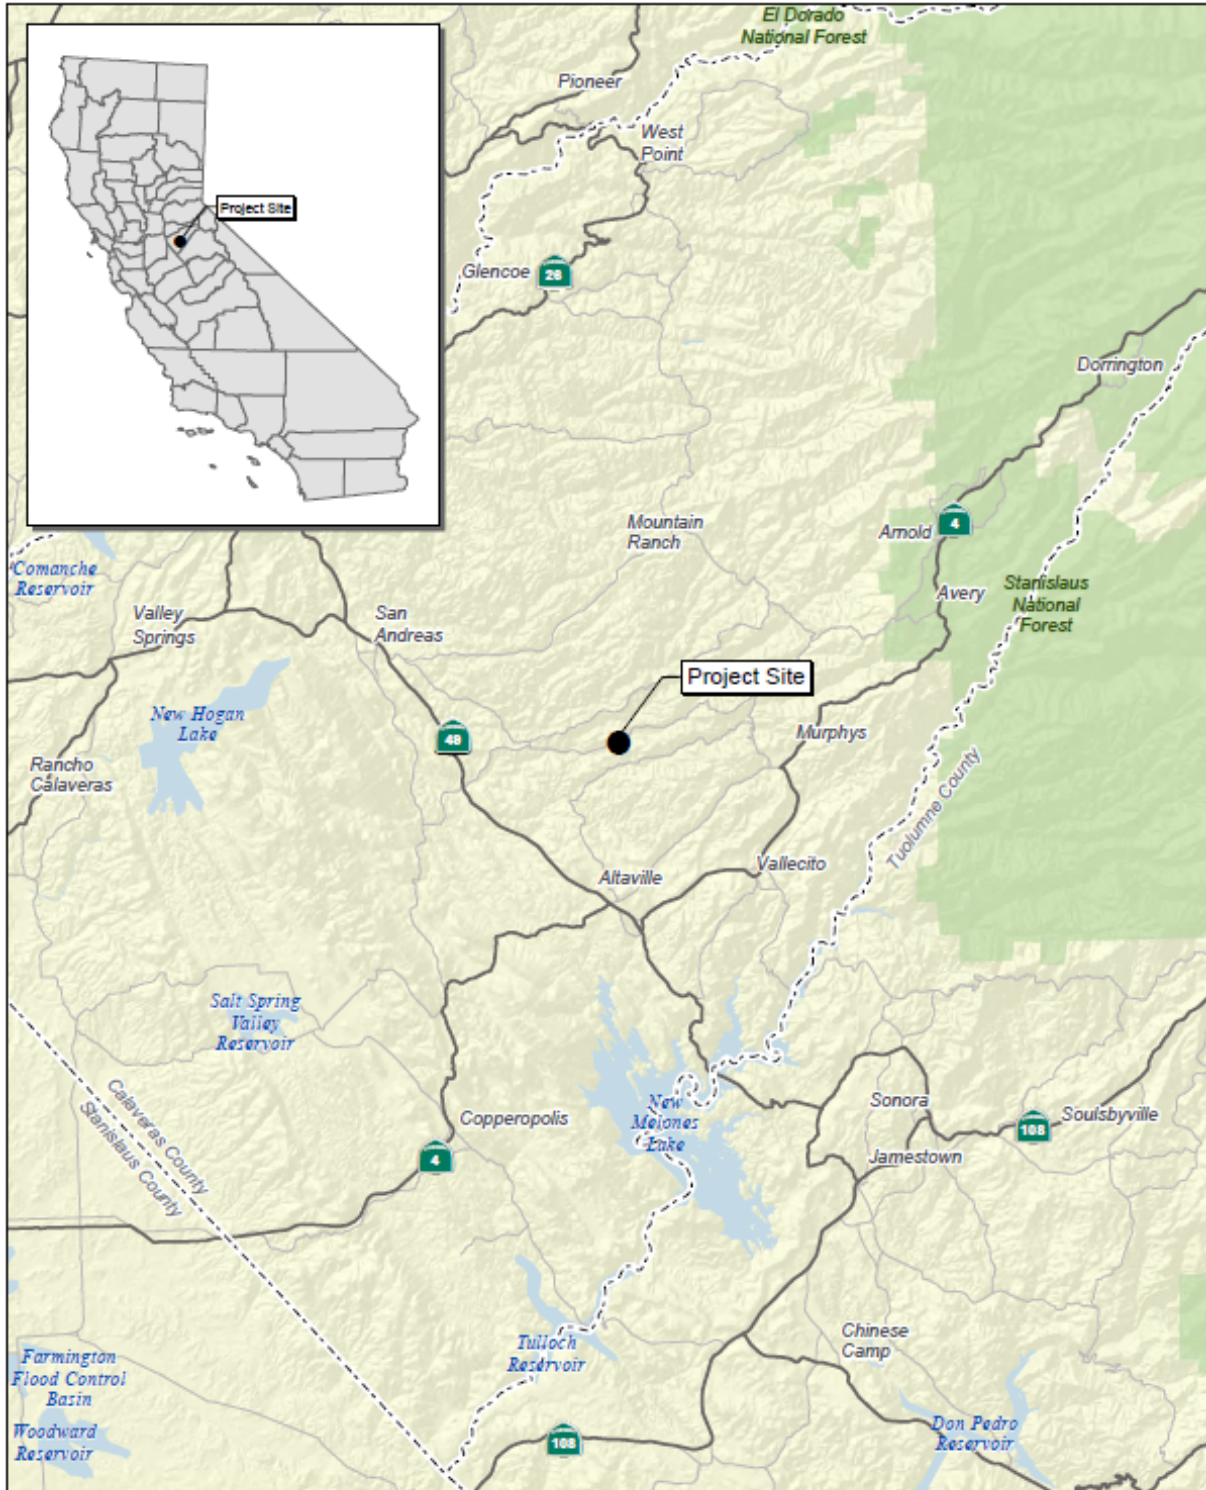 El Dorado
National Forest
Pioneer
West
Point
Project Site
Glencoe
26
Dorrington
Mountain
Ranch
Arnold
4
Comanche
Reservoir
Avery
Stanislaus
National
Forest
Valley
Springs
San
Andreas
Project Site
New Hogan
Lake
49
Murphys
Rancho
Calaveras
Tuolumne County
Altaville
Vallecito
Salt Spring
Valley
Reservoir
Calaveras County
Stanislaus County
Copperopolis
New
Melones
Lake
Sonora
108
Soulsbyville
4
Jamestown
Tulloch
Reservoir
Chinese
Camp
Farmington
Flood Control
Basin
Woodward
Reservoir
108
Don Pedro
Reservoir